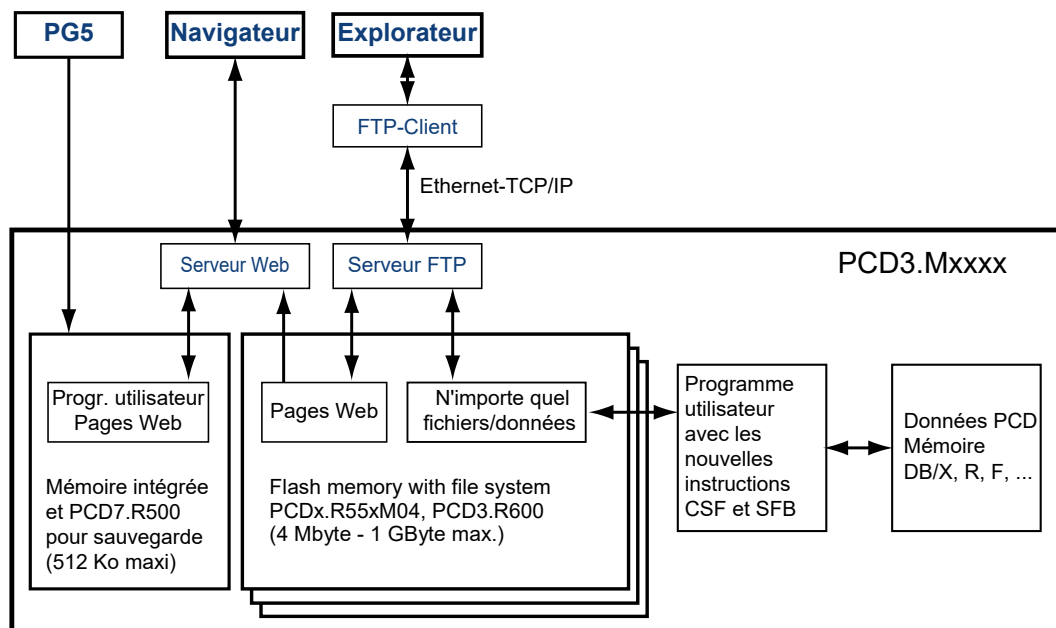 PG5
Navigateur
Explorateur
FTP-Client
Ethernet-TCP/IP
Serveur Web
Serveur FTP
PCD3.Mxxxx
Progr. utilisateur
Pages Web
Pages Web
N'importe quel
fichiers/données
Programme
utilisateur
avec les
nouvelles
instructions
CSF et SFB
Données PCD
Mémoire
DB/X, R, F, ...
Mémoire intégrée
et PCD7.R500
pour sauvegarde
(512 Ko maxi)
Flash memory with file system
PCDx.R55xM04, PCD3.R600
(4 Mbyte - 1 GByte max.)